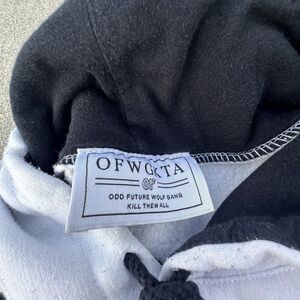 OFWGKTA
OF
ODD FUTURE WOLF GANG
KILL THEM ALL